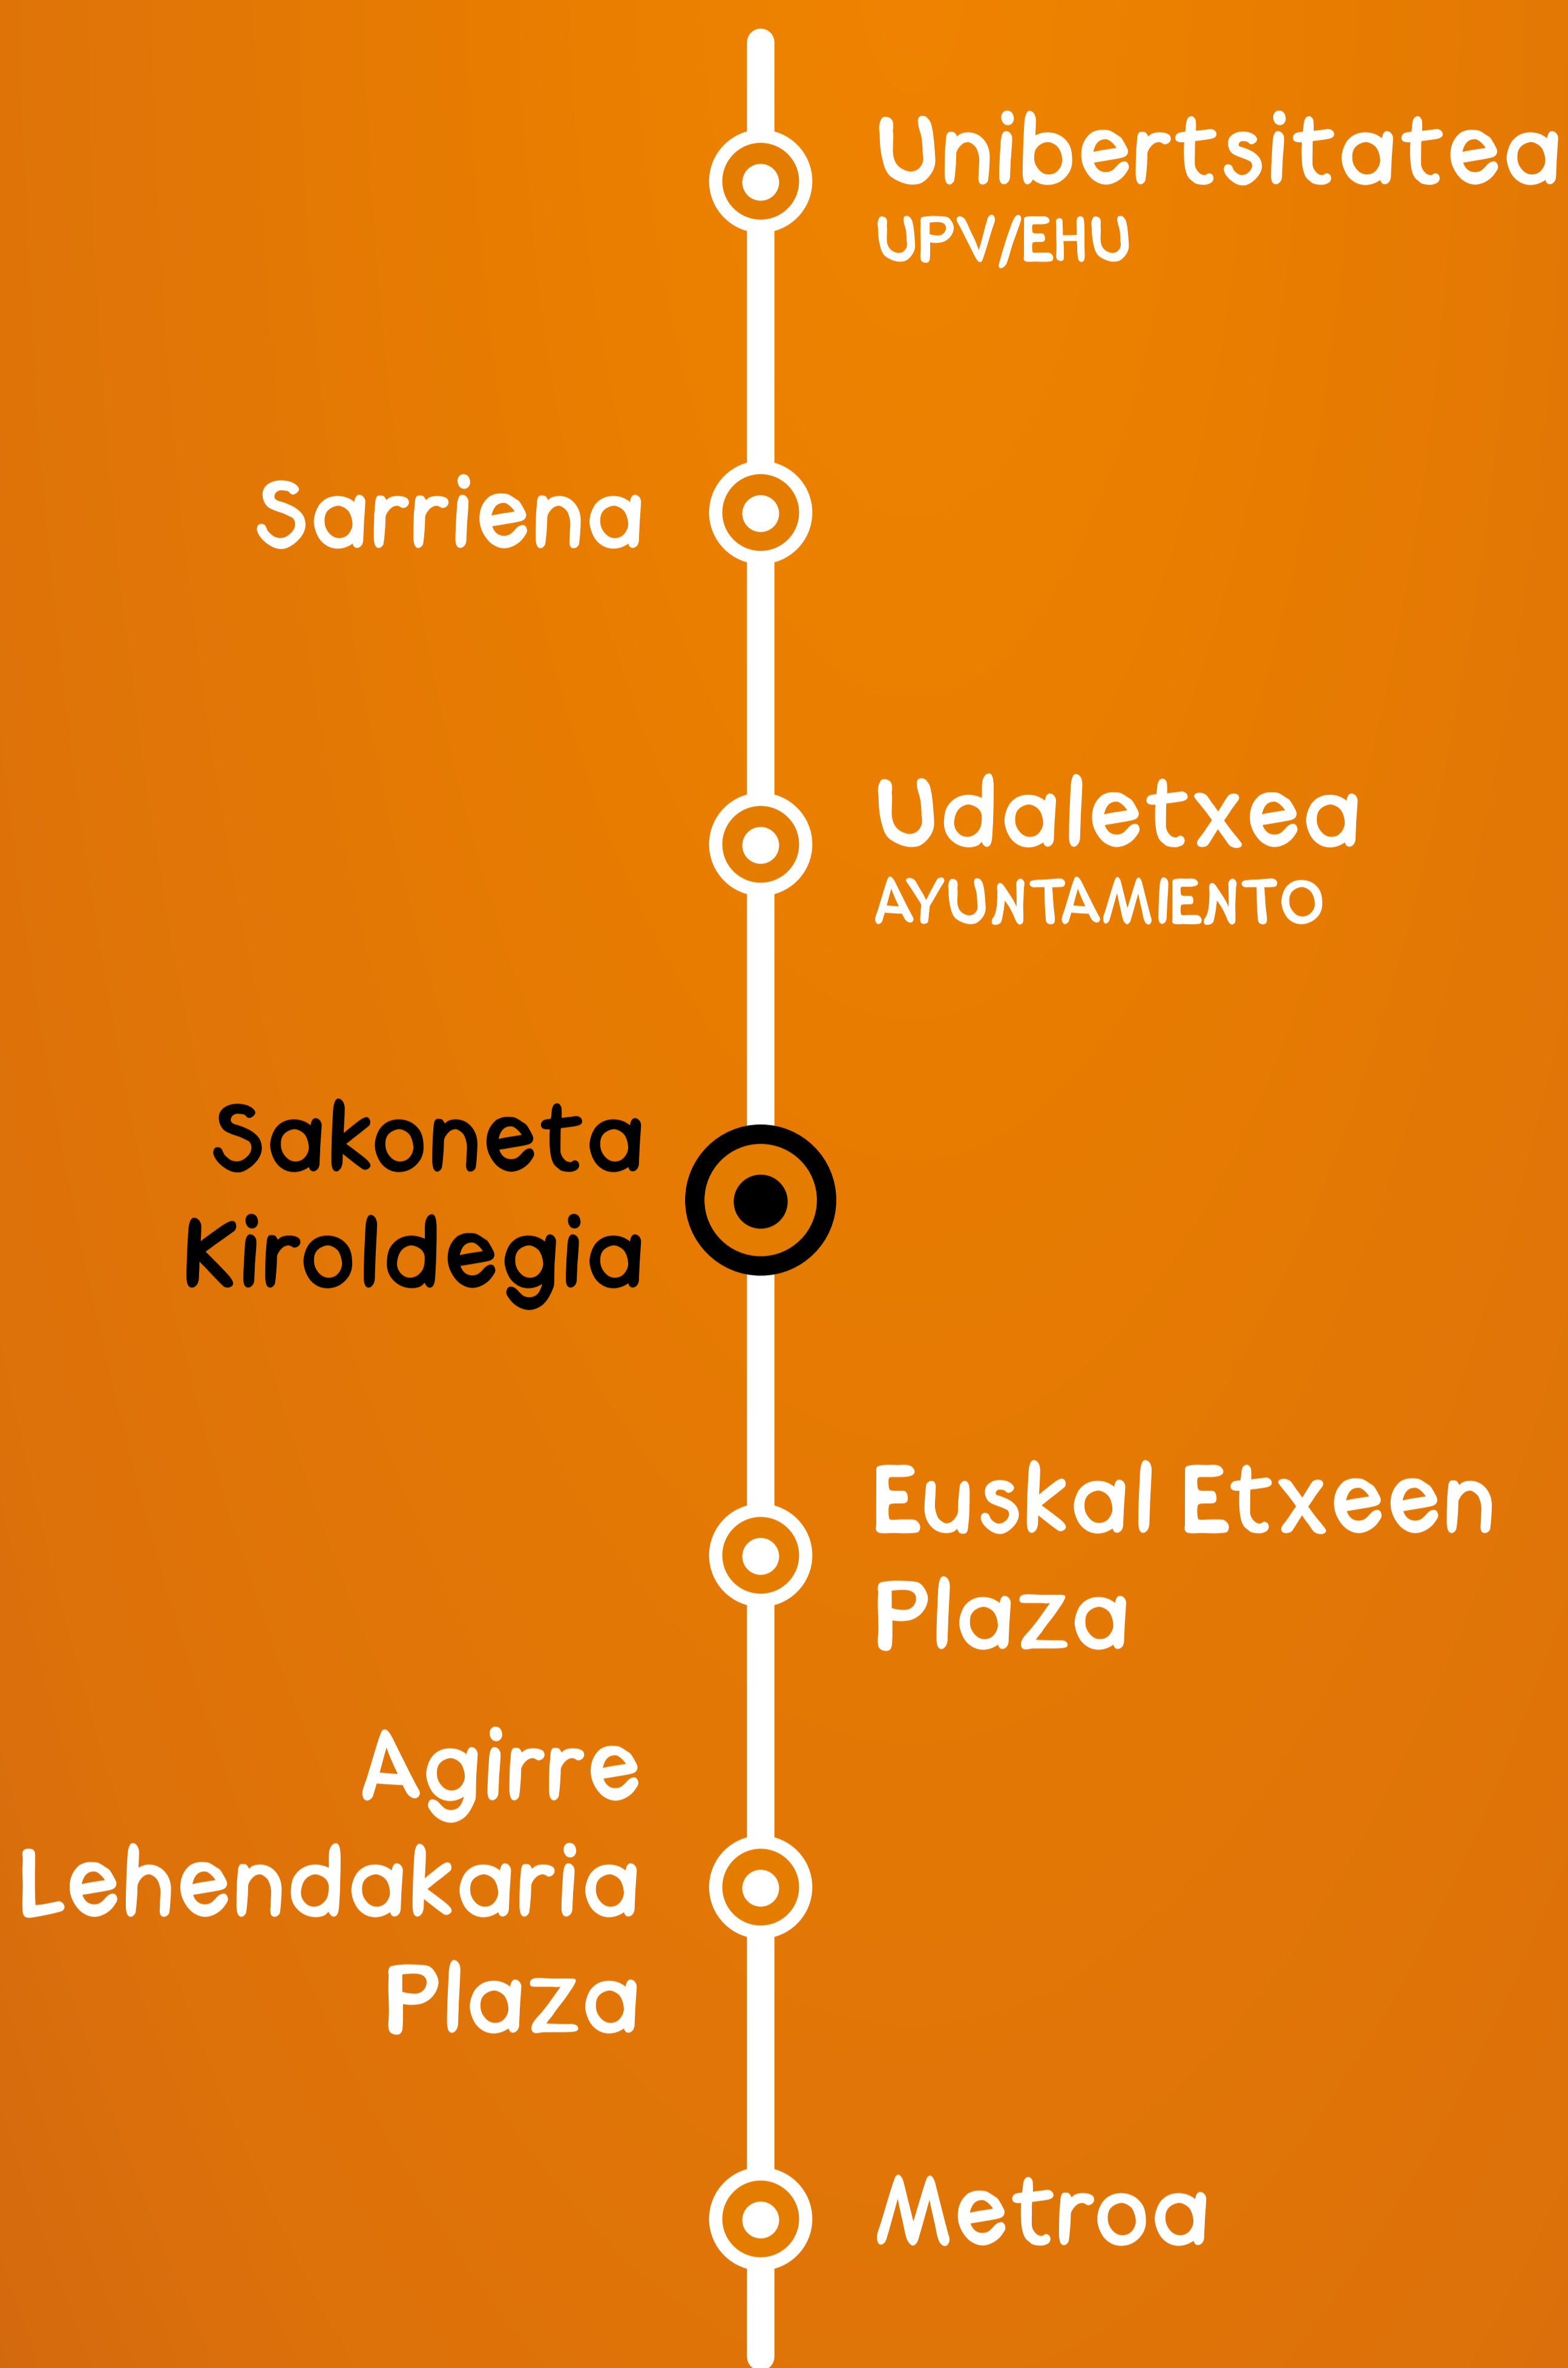 Unibertsitatea
UPV/EHU
Sarriena
Udaletxea
AYUNTAMIENTO
Sakoneta
Kiroldegia
Euskal Etxeen
Plaza
Agirre
Lehendakaria
Plaza
Metroa